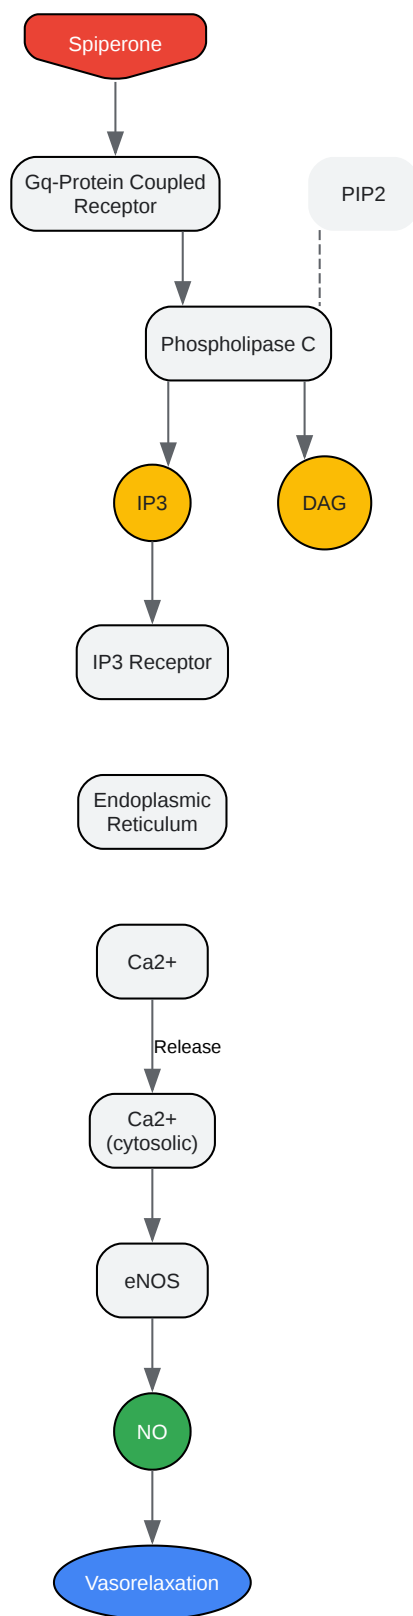 Spiperone
Gq-Protein Coupled
Receptor
PIP2
Phospholipase C
IP3
DAG
IP3 Receptor
Endoplasmic
Reticulum
Ca2+
Release
Ca2+
(cytosolic)
eNOS
NO
Vasorelaxation